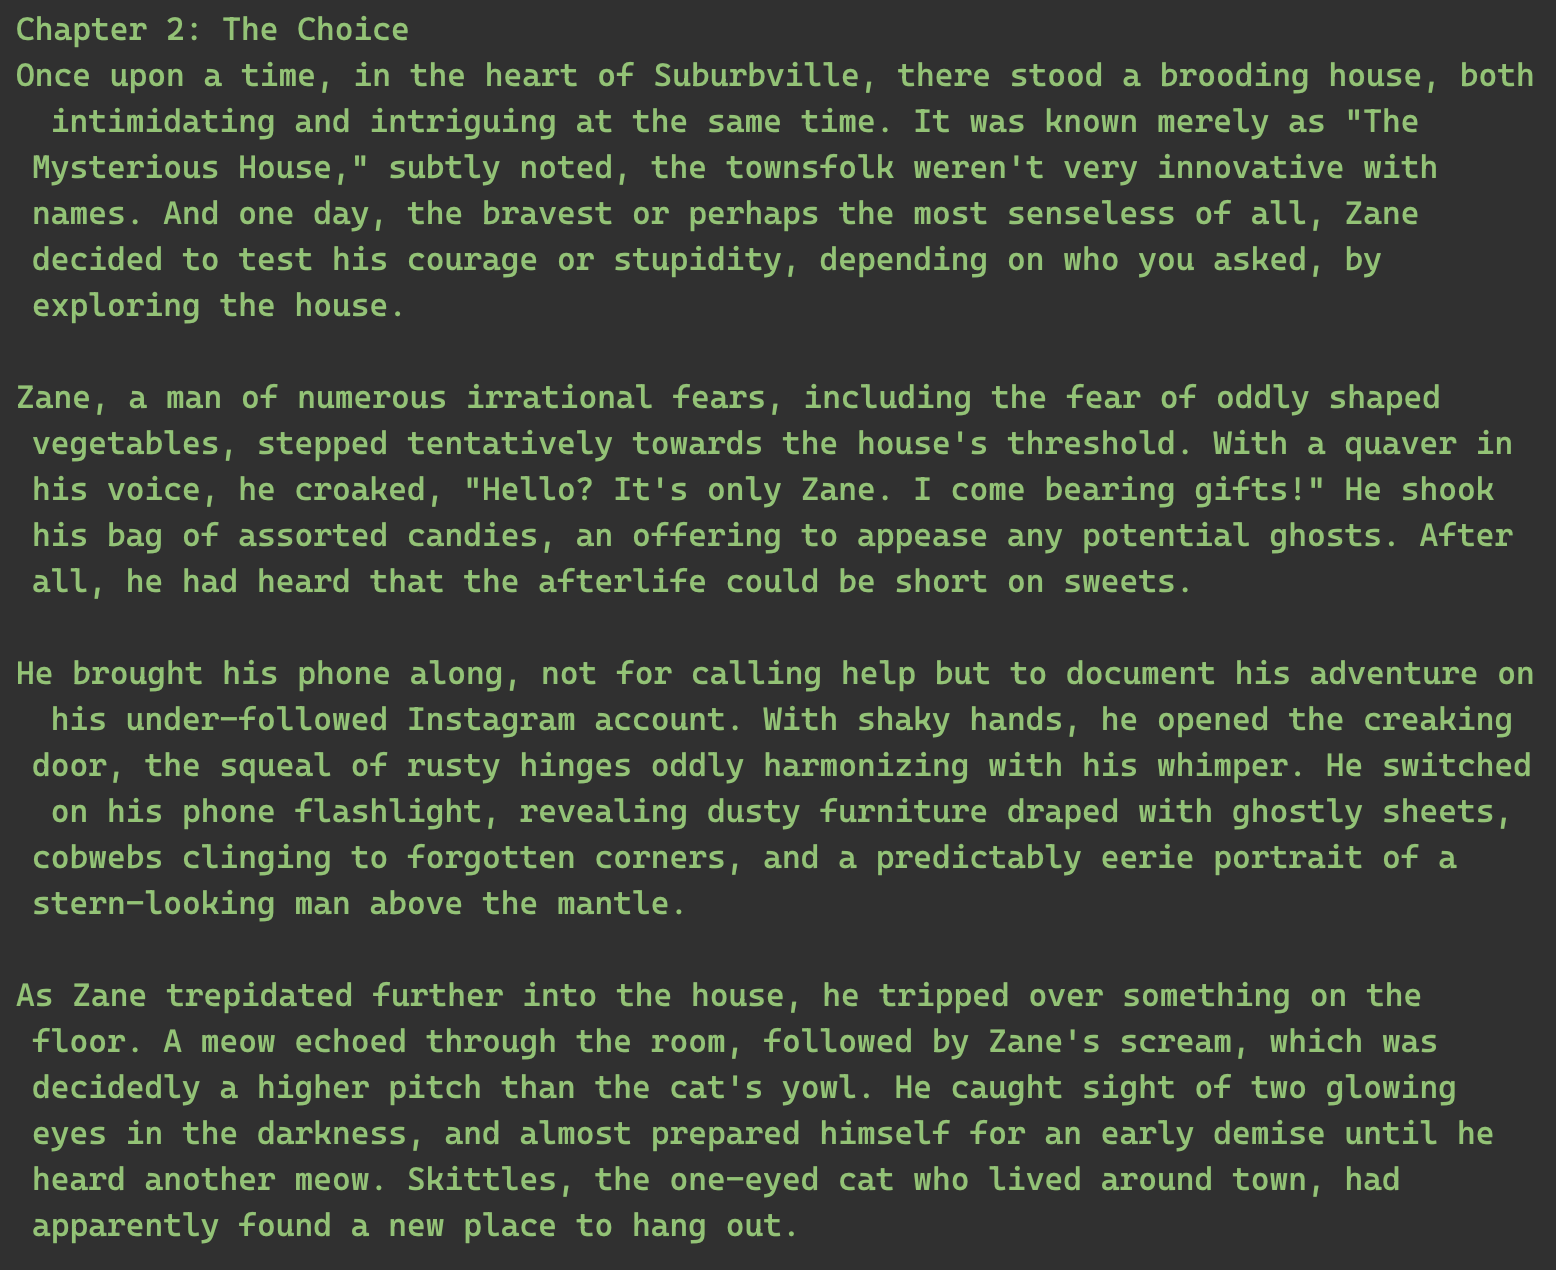 Chapter 2: The Choice
Once upon a time, in the heart of Suburbville, there stood a brooding house, both
intimidating and intriguing at the same time. It was known merely as "The
Mysterious House," subtly noted, the townsfolk weren't very innovative with
names. And one day, the bravest or perhaps the most senseless of all, Zane
decided to test his courage or stupidity, depending on who you asked, by
exploring the house.

Zane, a man of numerous irrational fears, including the fear of oddly shaped
vegetables, stepped tentatively towards the house's threshold. With a quaver in
his voice, he croaked, "Hello? It's only Zane. I come bearing gifts!" He shook
his bag of assorted candies, an offering to appease any potential ghosts. After
all, he had heard that the afterlife could be short on sweets.

He brought his phone along, not for calling help but to document his adventure on
his under-followed Instagram account. With shaky hands, he opened the creaking
door, the squeal of rusty hinges oddly harmonizing with his whimper. He switched
on his phone flashlight, revealing dusty furniture draped with ghostly sheets,
cobwebs clinging to forgotten corners, and a predictably eerie portrait of a
stern-looking man above the mantle.

As Zane trepidated further into the house, he tripped over something on the
floor. A meow echoed through the room, followed by Zane's scream, which was
decidedly a higher pitch than the cat's yowl. He caught sight of two glowing
eyes in the darkness, and almost prepared himself for an early demise until he
heard another meow. Skittles, the one-eyed cat who lived around town, had
apparently found a new place to hang out.